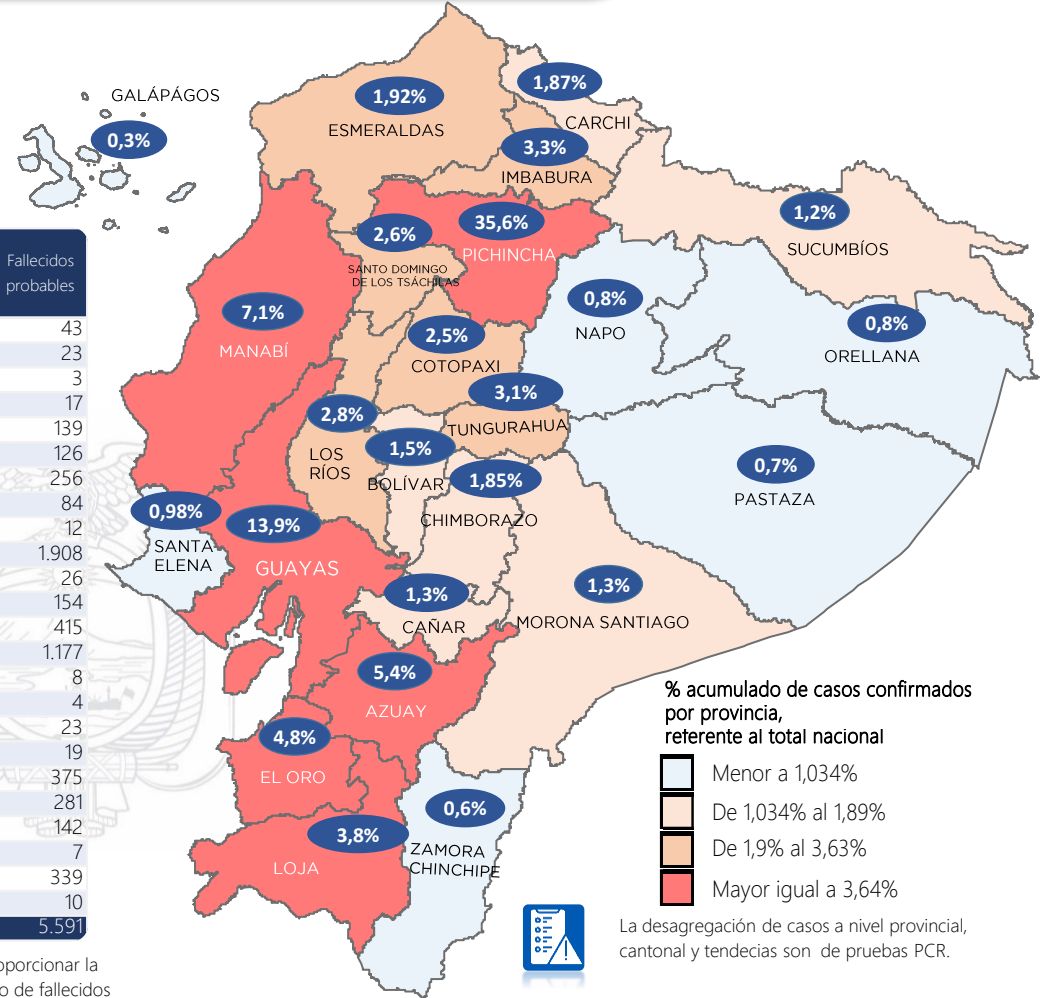 GALÁPÁGOS
0,3%
1,92%
ESMERALDAS
1,87%
CARCHI
3,3%
IMBABURA
1,2%
SUCUMBÍOS
35,6%
PICHINCHA
2,6%
SANTO DOMINGO
DE LOS TSÁCHILAS
7,1%
MANABÍ
0,8%
NAPO
0,8%
ORELLANA
2,5%
COTOPAXI
3,1%
TUNGURAHUA
2,8%
LOS
RÍOS
1,5%
BOLÍVAR
1,85%
CHIMBORAZO
0,7%
PASTAZA
0,98%
SANTA
ELENA
13,9%
GUAYAS
1,3%
CAÑAR
1,3%
MORONA SANTIAGO
5,4%
AZUAY
4,8%
EL ORO
3,8%
LOJA
0,6%
ZAMORA
CHINCHIPE
Fallecidos
probables
43
23
3
17
139
126
256
84
12
1.908
26
154
415
1.177
8
4
23
19
375
281
142
7
339
10
5.591
oporcionar la
o de fallecidos
% acumulado de casos confirmados
por provincia,
referente al total nacional
Menor a 1,034%
De 1,034% al 1,89%
De 1,9% al 3,63%
Mayor igual a 3,64%
La desagregación de casos a nivel provincial,
cantonal y tendecias son de pruebas PCR.